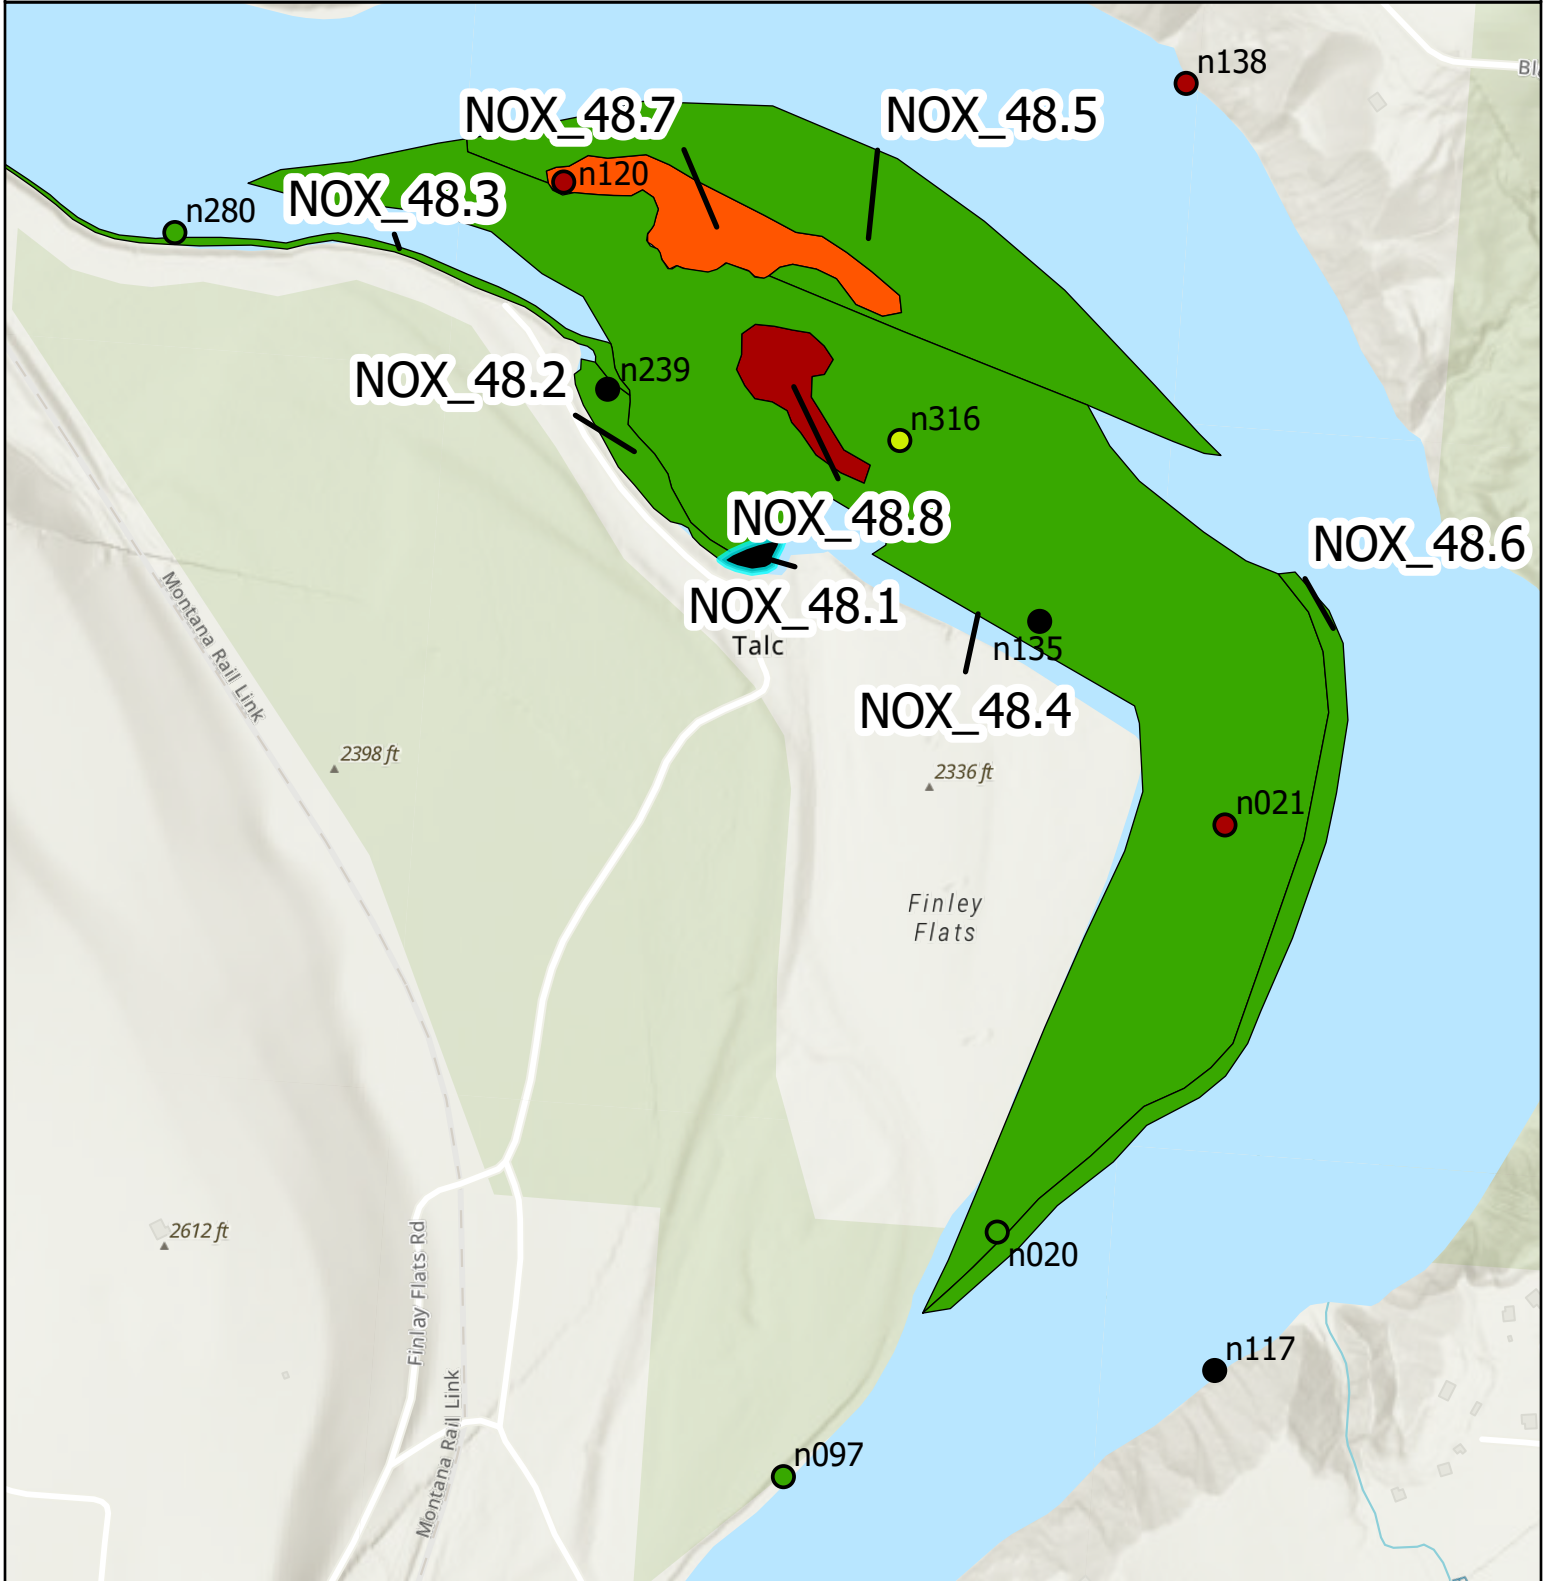 n138
Bl
NOX_48.7
NOX_48.5
n120
NOX_48.3
n280
n239
NOX_48.2
n316
NOX_48.8
NOX_48.6
NOX_48.1
Talc
n135
NOX_48.4
Montana Rail Link
2398 ft
2336 ft
n021
Finley
Flats
2612 ft
n020
Finlay Flats Rd
n117
Montana Rail Link
n097